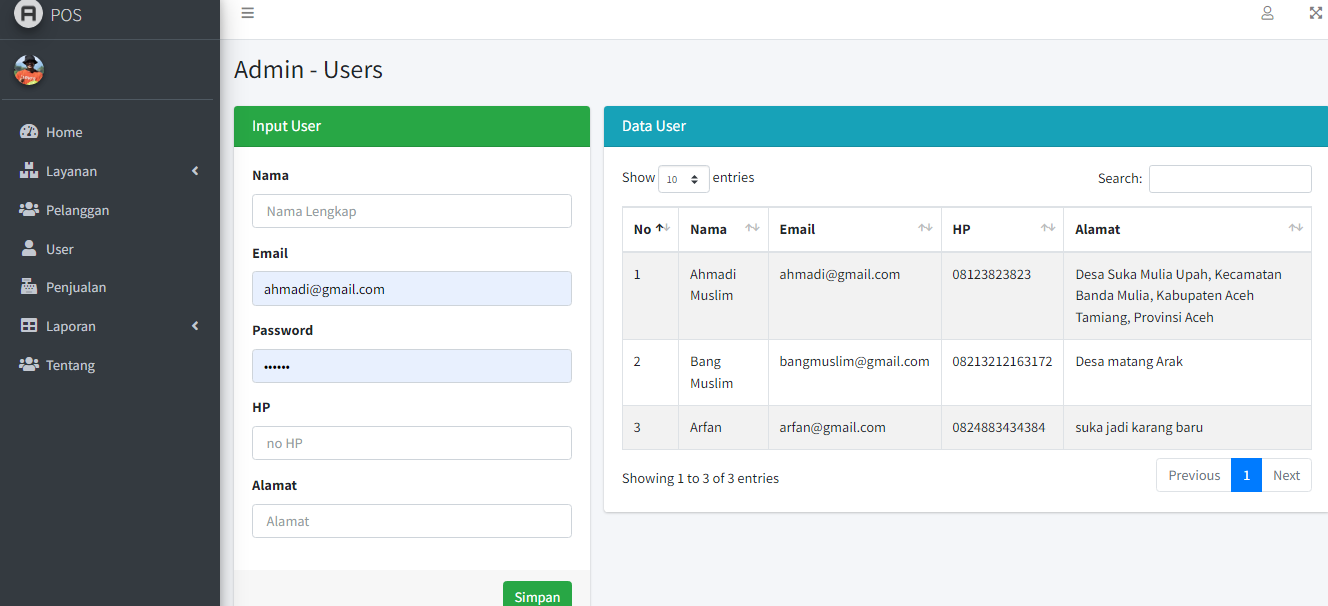 POS
Home
Layanan
Pelanggan
User
Penjualan
Laporan
Tentang
Admin - Users
Input User
Nama
Nama Lengkap
Email
ahmadi@gmail.com
Password
••••••
HP
no HP
Alamat
Alamat
Simpan
Data User
Show 10 entries
Search:
No Nama Email HP Alamat
1 Ahmadi Muslim ahmadi@gmail.com 08123823823 Desa Suka Mulia Upah, Kecamatan
Banda Mulia, Kabupaten Aceh
Tamiang, Provinsi Aceh
2 Bang Muslim bangmuslim@gmail.com 08213212163172 Desa matang Arak
3 Arfan arfan@gmail.com 0824883434384 suka jadi karang baru
Showing 1 to 3 of 3 entries
Previous 1 Next